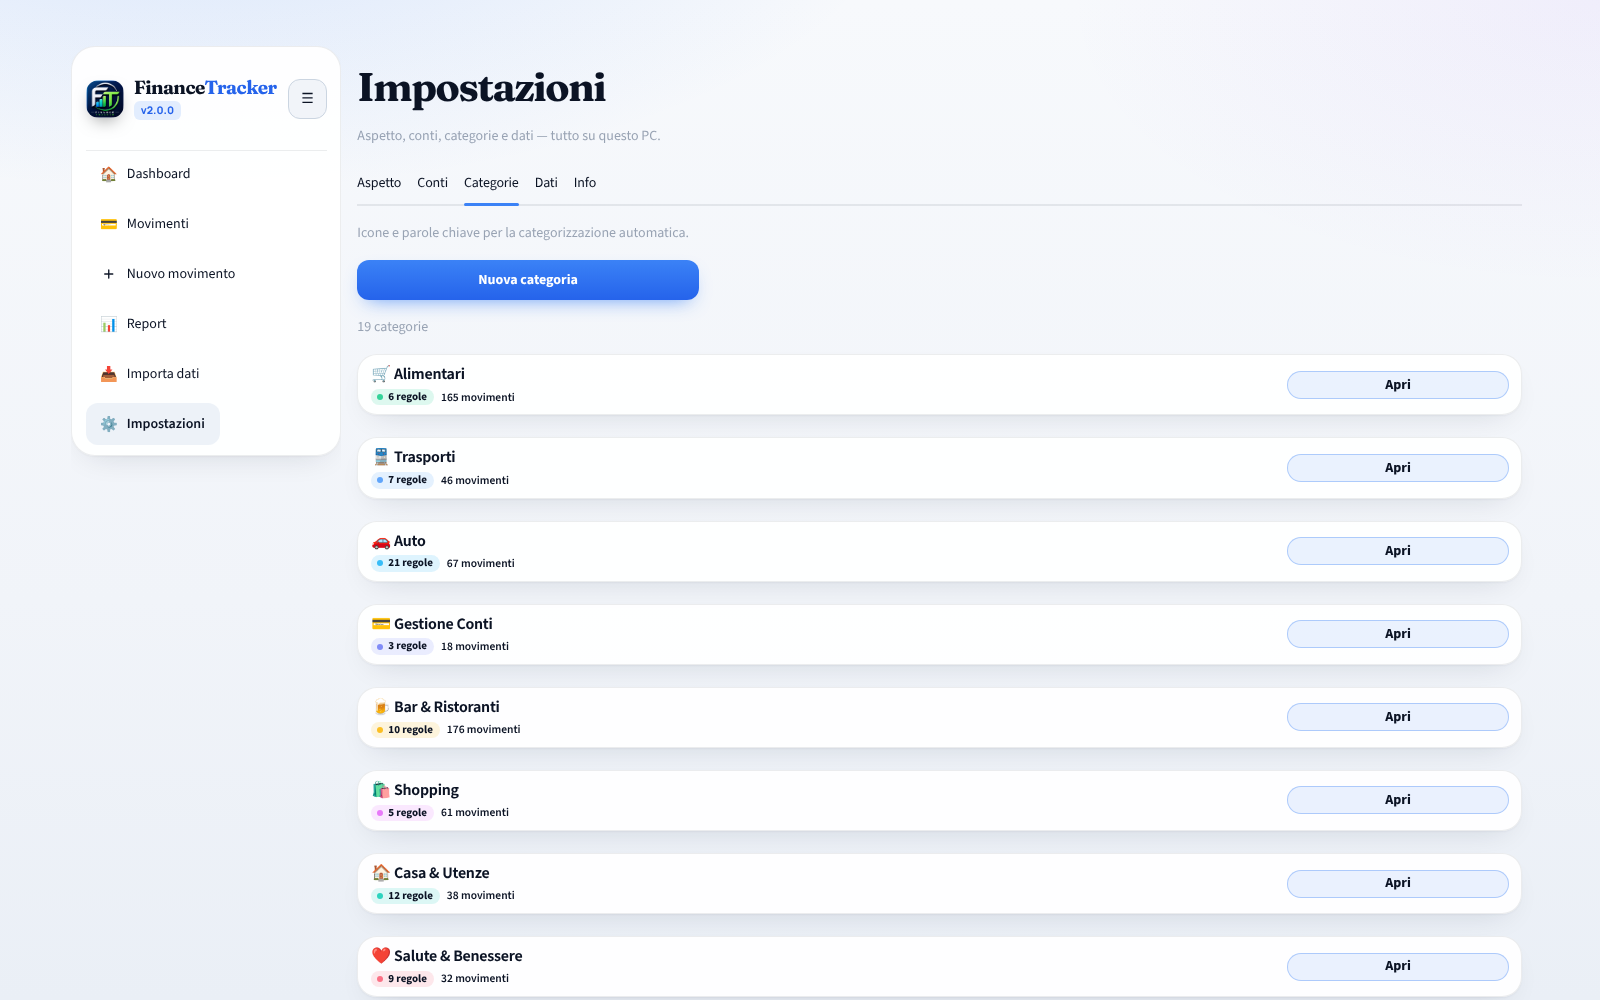 FinanceTracker
v2.0.0
Dashboard
Movimenti
Nuovo movimento
Report
Importa dati
Impostazioni
Impostazioni
Aspetto, conti, categorie e dati — tutto su questo PC.
Aspetto Conti Categorie Dati Info
Icone e parole chiave per la categorizzazione automatica.
Nuova categoria
19 categorie
Alimentari
6 regole 165 movimenti
Apri
Trasporti
7 regole 46 movimenti
Apri
Auto
21 regole 67 movimenti
Apri
Gestione Conti
3 regole 18 movimenti
Apri
Bar & Ristoranti
10 regole 176 movimenti
Apri
Shopping
5 regole 61 movimenti
Apri
Casa & Utenze
12 regole 38 movimenti
Apri
Salute & Benessere
9 regole 32 movimenti
Apri